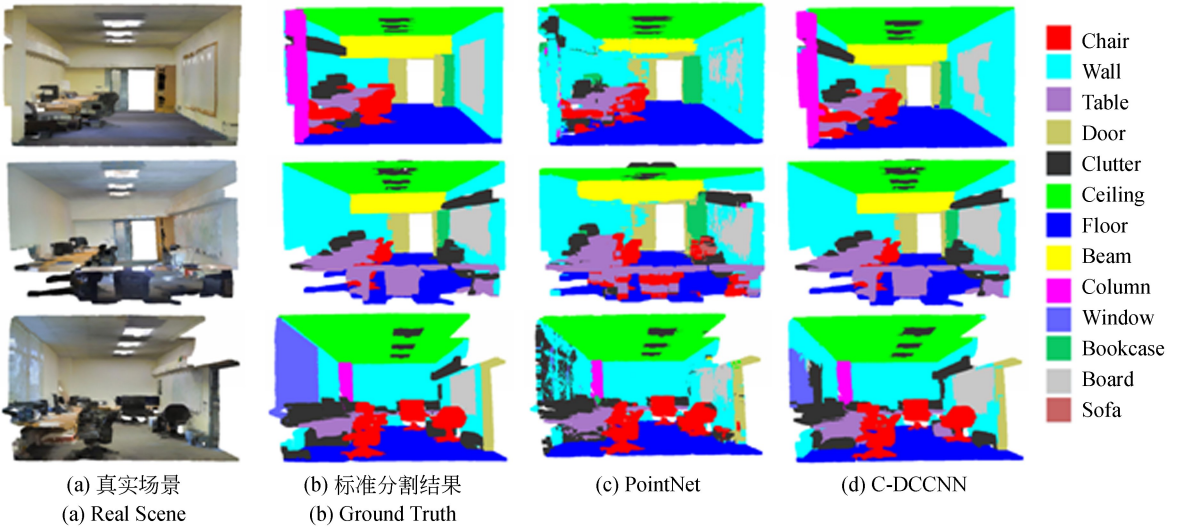 Chair
Wall
Table
Door
Clutter
Ceiling
Floor
Beam
Column
Window
Bookcase
Board
Sofa
(a) 真实场景
(b) 标准分割结果
(c) PointNet
(d) C-DCCNN
(a) Real Scene
(b) Ground Truth